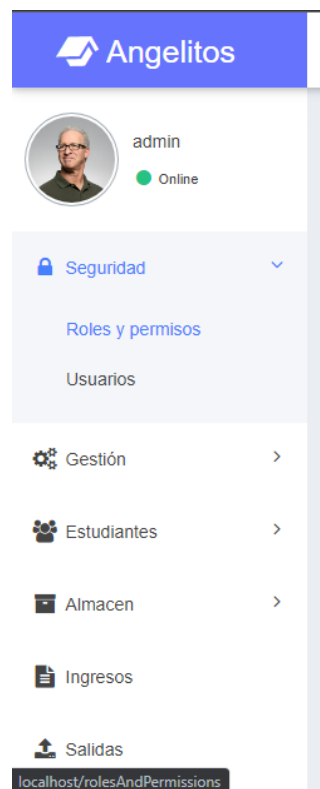 Angelitos
admin
Online
Seguridad
Roles y permisos
Usuarios
Gestión
Estudiantes
Almacen
Ingresos
Salidas
localhost/rolesAndPermissions